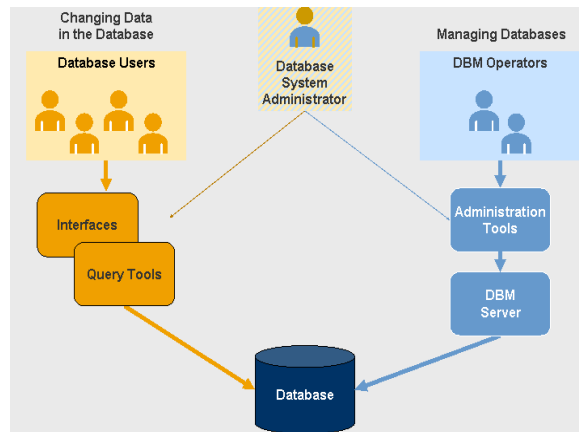 Changing Data
in the Database
Database Users
Database
System
Administrator
Managing Databases
DBM Operators
Interfaces
Query Tools
Administration
Tools
DBM
Server
Database